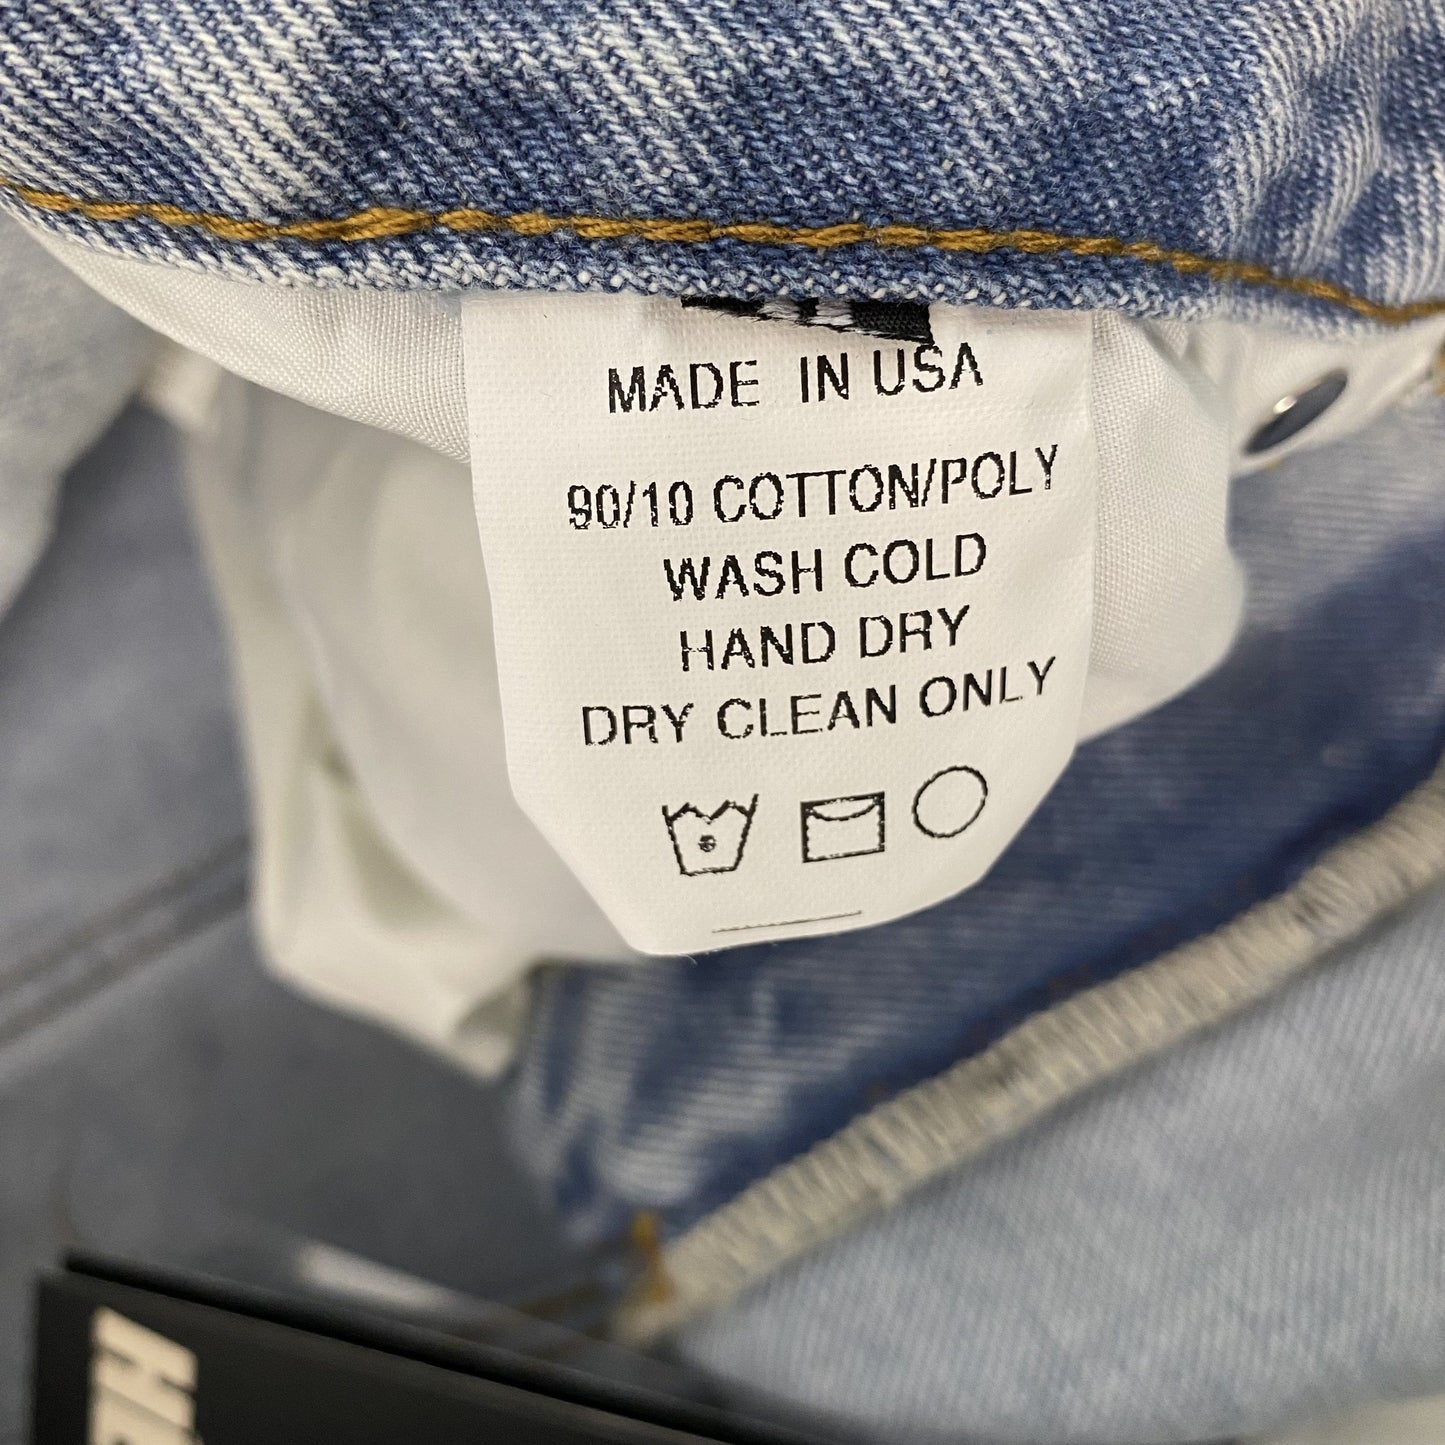 MADE IN USA
90/10 COTTON/POLY
WASH COLD
HAND DRY
DRY CLEAN ONLY